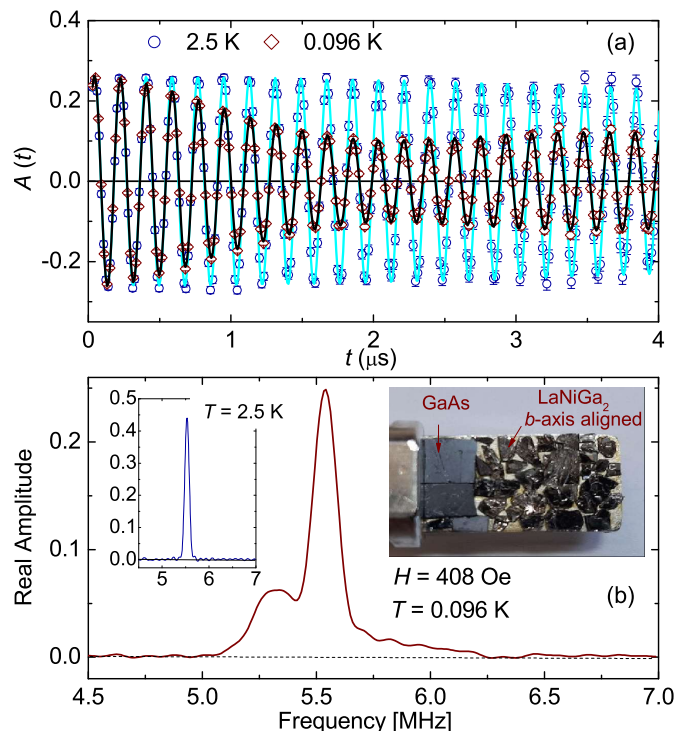 2.5 K 0.096 K (a)
0.4
0.2
0.0
-0.2
A (t)
0 1 2 3 4
t (μs)
0.5
0.4
0.3
0.2
0.1
0.0
5 6 7
T = 2.5 K
GaAs
LaNiGa2
b-axis aligned
H = 408 Oe
T = 0.096 K
(b)
0.2
0.1
0.0
Real Amplitude
4.5 5.0 5.5 6.0 6.5 7.0
Frequency [MHz]